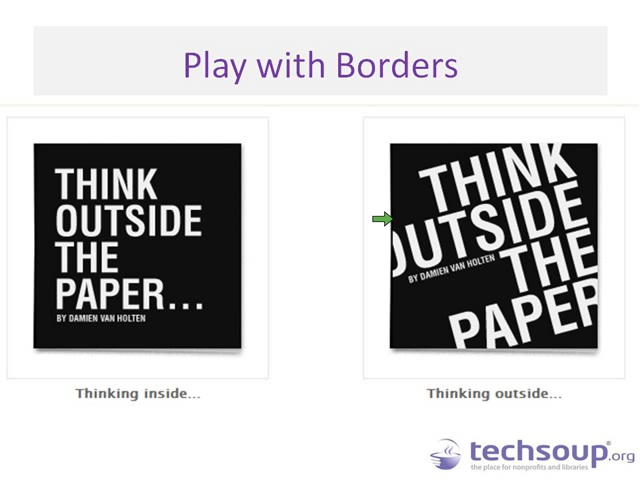 Play with Borders
THINK
OUTSIDE
THE
PAPER...
BY DAMIEN VAN HOLTEN
THINK
OUTSIDE
BY DAMIEN VAN HOLTEN
THE
PAPER
Thinking inside...
Thinking outside...
techsoup®.org
the place for nonprofits and libraries